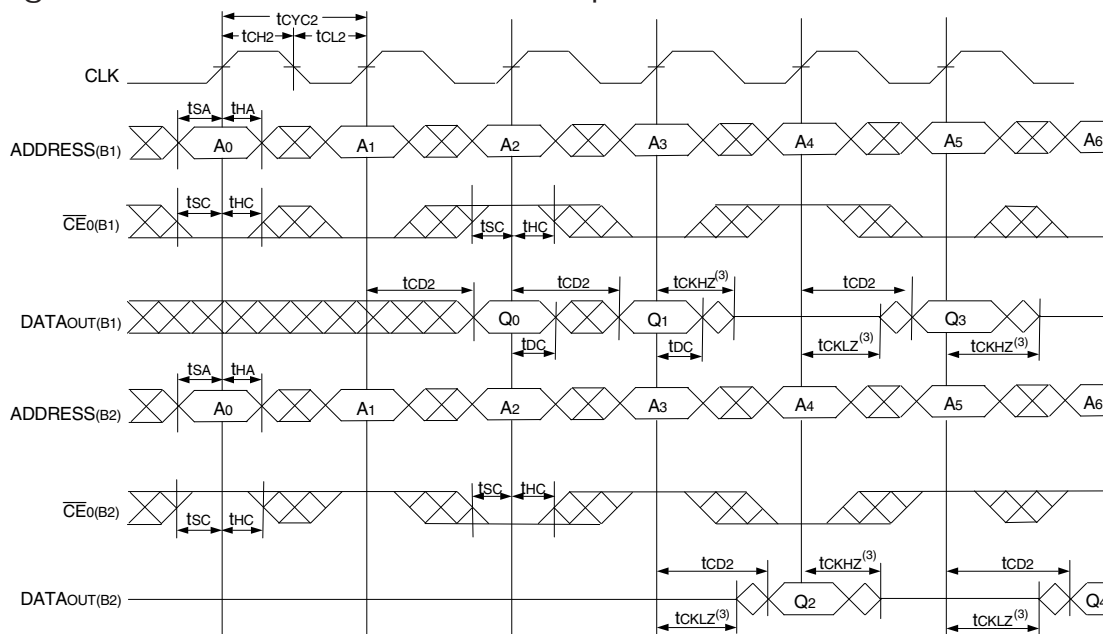 tCYC2
tCH2 tCL2
CLK
tSA tHA
ADDRESS(B1) A0 A1 A2 A3 A4 A5 A6
tSC tHC
CE0(B1)
tSC tHC
tCD2 tCD2 tCKHZ(3) tCD2
DATAOUT(B1) Q0 Q1 Q3
tDC tDC tCKLZ(3) tCKHZ(3)
tSA tHA
ADDRESS(B2) A0 A1 A2 A3 A4 A5 A6
tSC tHC
CE0(B2)
tSC tHC
tCD2 tCKHZ(3) tCD2
DATAOUT(B2) Q2 Q4
tCKLZ(3) tCKLZ(3)